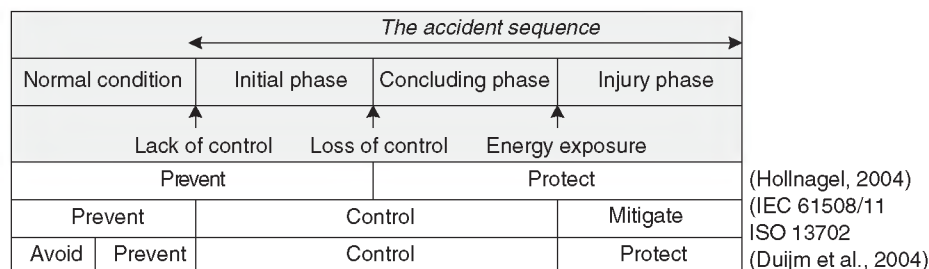 The accident sequence
Normal condition Initial phase Concluding phase Injury phase
Lack of control Loss of control Energy exposure
Prevent Protect (Hollnagel, 2004)
Prevent Control Mitigate (IEC 61508/11
ISO 13702
Avoid Prevent Control Protect (Duijm et al., 2004)